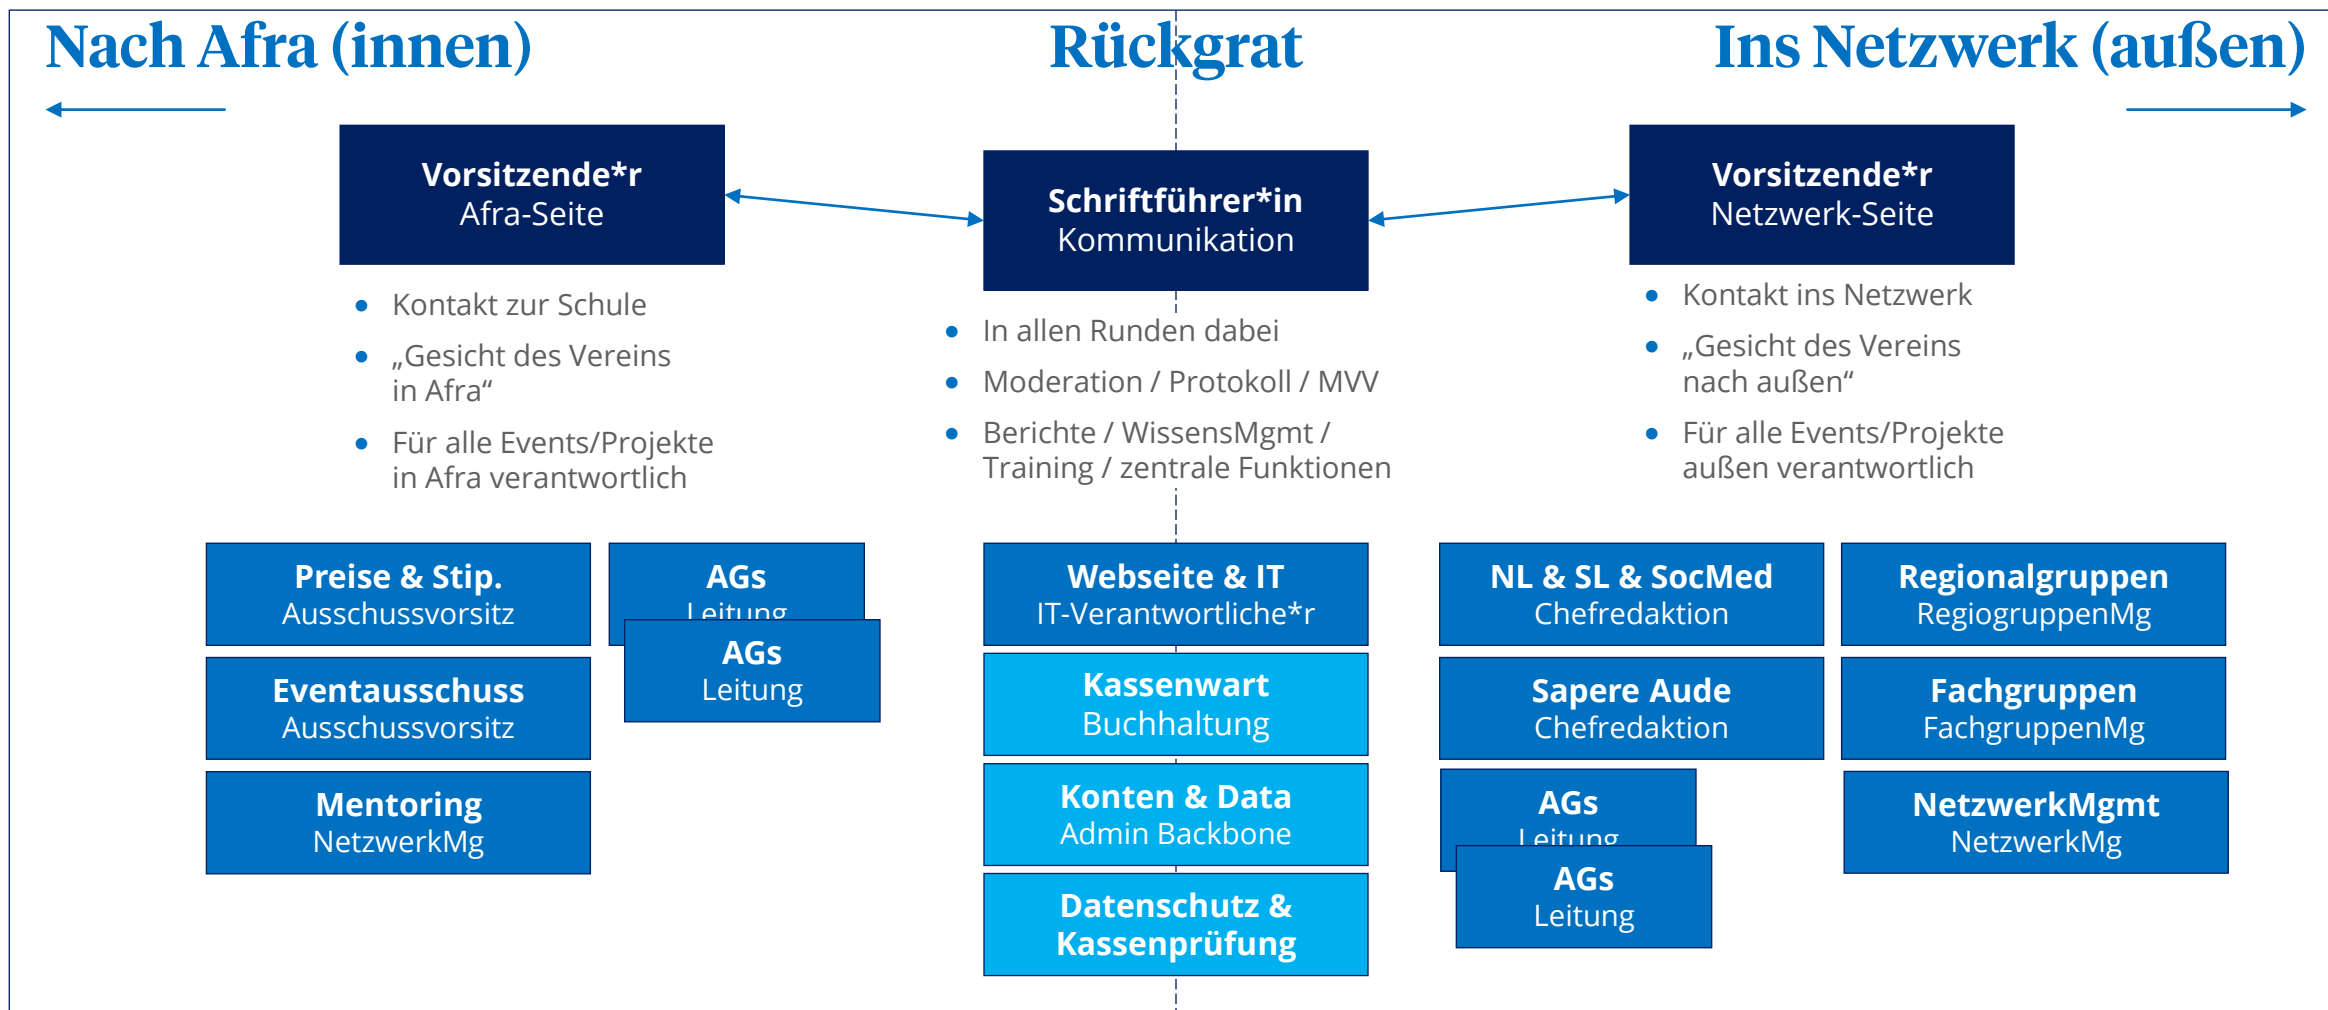 Nach Afra (innen)
Rückgrat
Ins Netzwerk (außen)
Vorsitzende*r
Afra-Seite
Schriftführer*in
Kommunikation
Vorsitzende*r
Netzwerk-Seite
• Kontakt zur Schule
• „Gesicht des Vereins
in Afra“
• Für alle Events/Projekte
in Afra verantwortlich
• In allen Runden dabei
• Moderation / Protokoll / MVV
• Berichte / WissensMgmt /
Training / zentrale Funktionen
• Kontakt ins Netzwerk
• „Gesicht des Vereins
nach außen“
• Für alle Events/Projekte
außen verantwortlich
Preise & Stip.
Ausschussvorsitz
Eventausschuss
Ausschussvorsitz
Mentoring
NetzwerkMg
AGs
Leitung
AGs
Leitung
Webseite & IT
IT-Verantwortliche*r
Kassenwart
Buchhaltung
Konten & Data
Admin Backbone
Datenschutz &
Kassenprüfung
NL & SL & SocMed
Chefredaktion
Sapere Aude
Chefredaktion
AGs
Leitung
AGs
Leitung
Regionalgruppen
RegiogruppenMg
Fachgruppen
FachgruppenMg
NetzwerkMgmt
NetzwerkMg